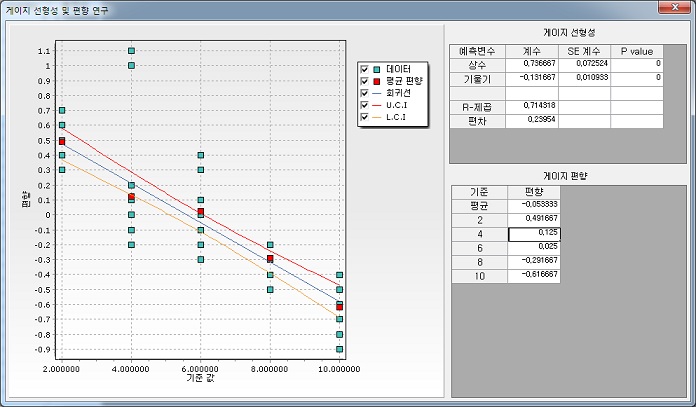 게이지 선형성 및 편향 연구
1.1
1
0.9
0.8
0.7
0.6
0.5
0.4
0.3
0.2
0.1
0
-0.1
-0.2
-0.3
-0.4
-0.5
-0.6
-0.7
-0.8
-0.9
편향
2.000000 4.000000 6.000000 8.000000 10.000000
기준 값
데이터
평균 편향
회귀선
U.C.I
L.C.I
게이지 선형성
예측변수 계수 SE 계수 P value
상수 0,736667 0,072524 0
기울기 -0,131667 0,010933 0
R-제곱 0,714318
편차 0,23954
게이지 편향
기준 편향
평균 -0,053333
2 0,491667
4 0,125
6 0,025
8 -0,291667
10 -0,616667